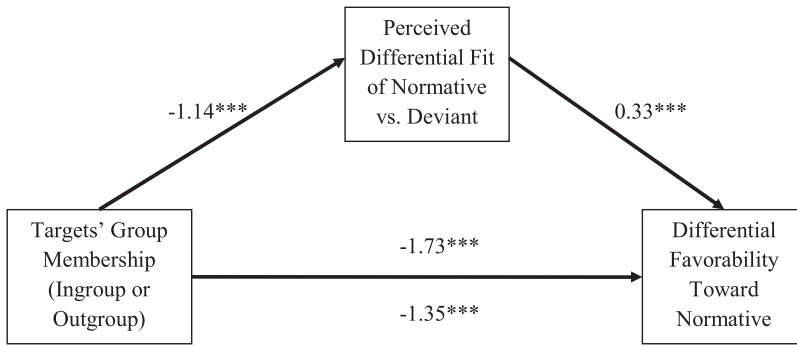 Perceived
Differential Fit
of Normative
vs. Deviant
-1.14***
0.33***
Targets’ Group
Membership
(Ingroup or
Outgroup)
-1.73***
-1.35***
Differential
Favorability
Toward
Normative